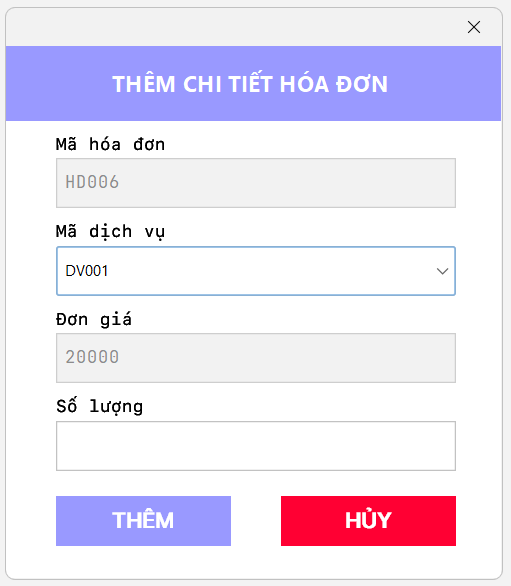 THÊM CHI TIẾT HÓA ĐƠN
Mã hóa đơn
HD006
Mã dịch vụ
DV001
Đơn giá
20000
Số lượng
THÊM HỦY